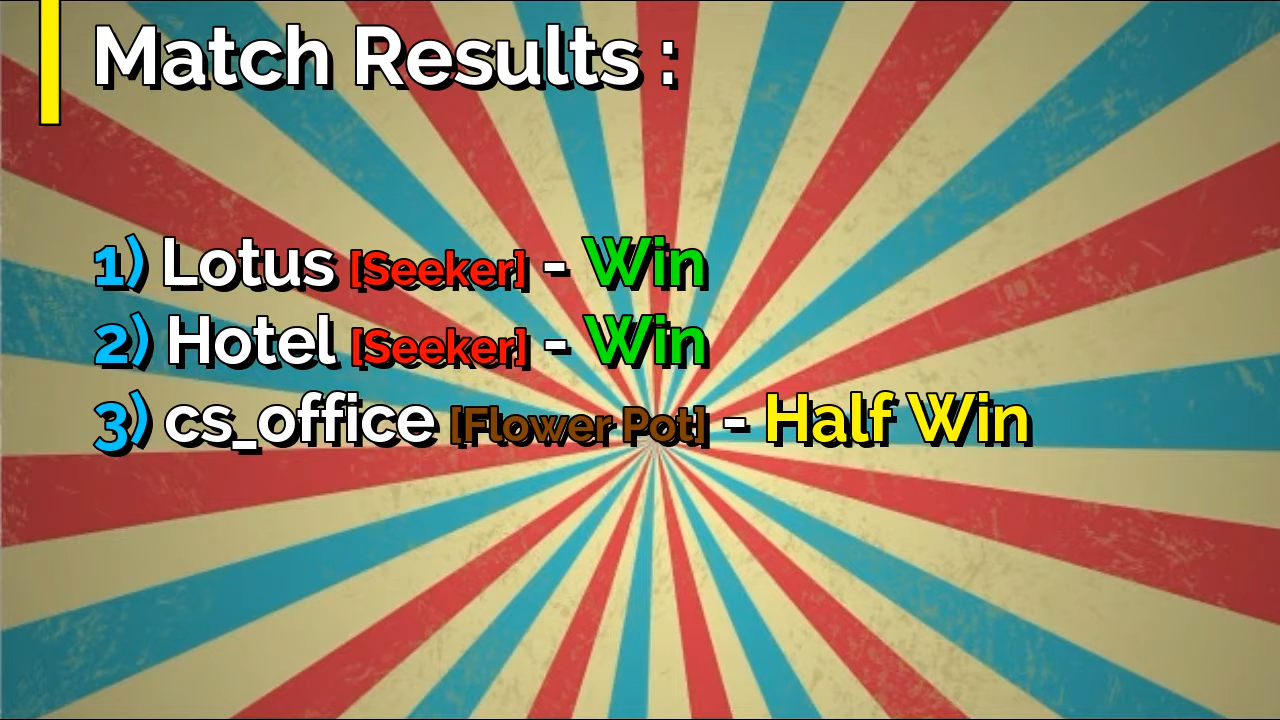 Match Results :
1) Lotus [Seeker] - Win
2) Hotel [Seeker] - Win
3) cs_office [Flower Pot] - Half Win